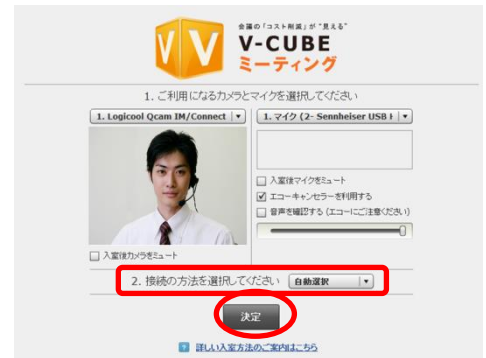 会議の「コスト削減」が"見える"
V-CUBE
ミーティング
1. ご利用になるカメラとマイクを選択してください
1. Logicool Qcam IM/Connect
1. マイク (2- Sennheiser USB
入室後マイクをミュート
エコーキャンセラーを利用する
音声を確認する (エコーにご注意ください)
入室後カメラをミュート
2. 接続の方法を選択してください 自動選択
決定
? 詳しい入室方法のご案内はこちら